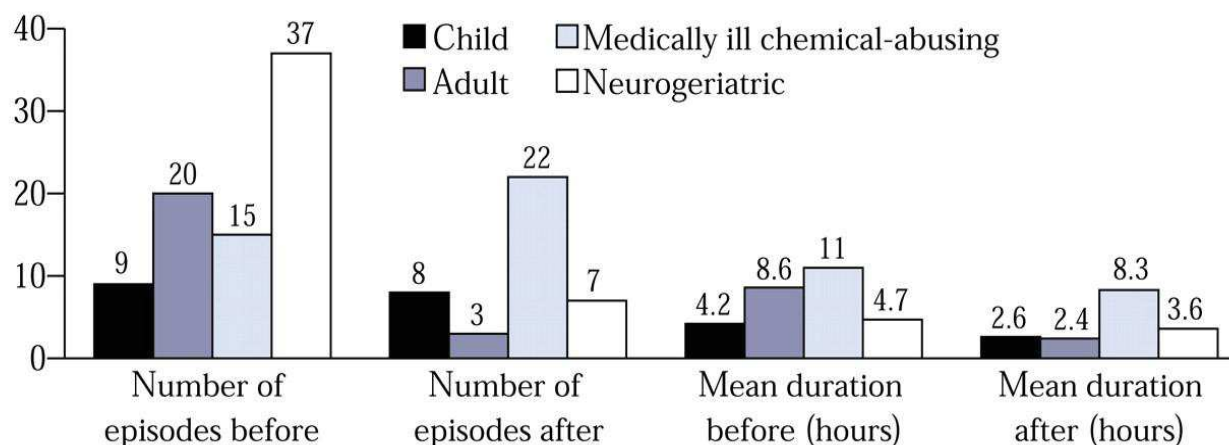 40
30
20
10
0
Child
Medically ill chemical-abusing
Adult
Neurogeriatric
9
20
15
37
8
3
22
7
4.2
8.6
11
4.7
2.6
2.4
8.3
3.6
Number of
episodes before
Number of
episodes after
Mean duration
before (hours)
Mean duration
after (hours)